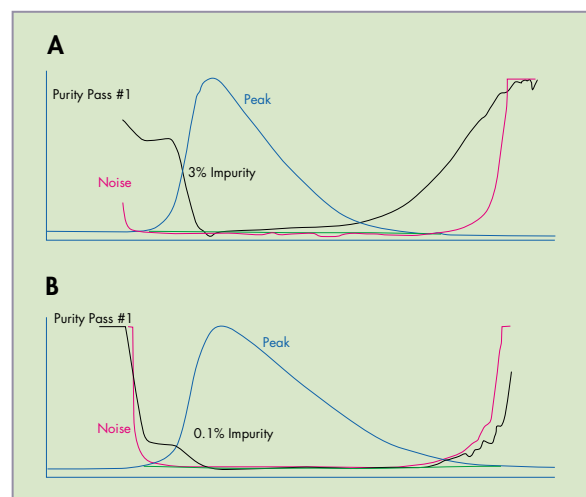 A
Purity Pass #1
Peak
3% Impurity
Noise
B
Purity Pass #1
Peak
0.1% Impurity
Noise